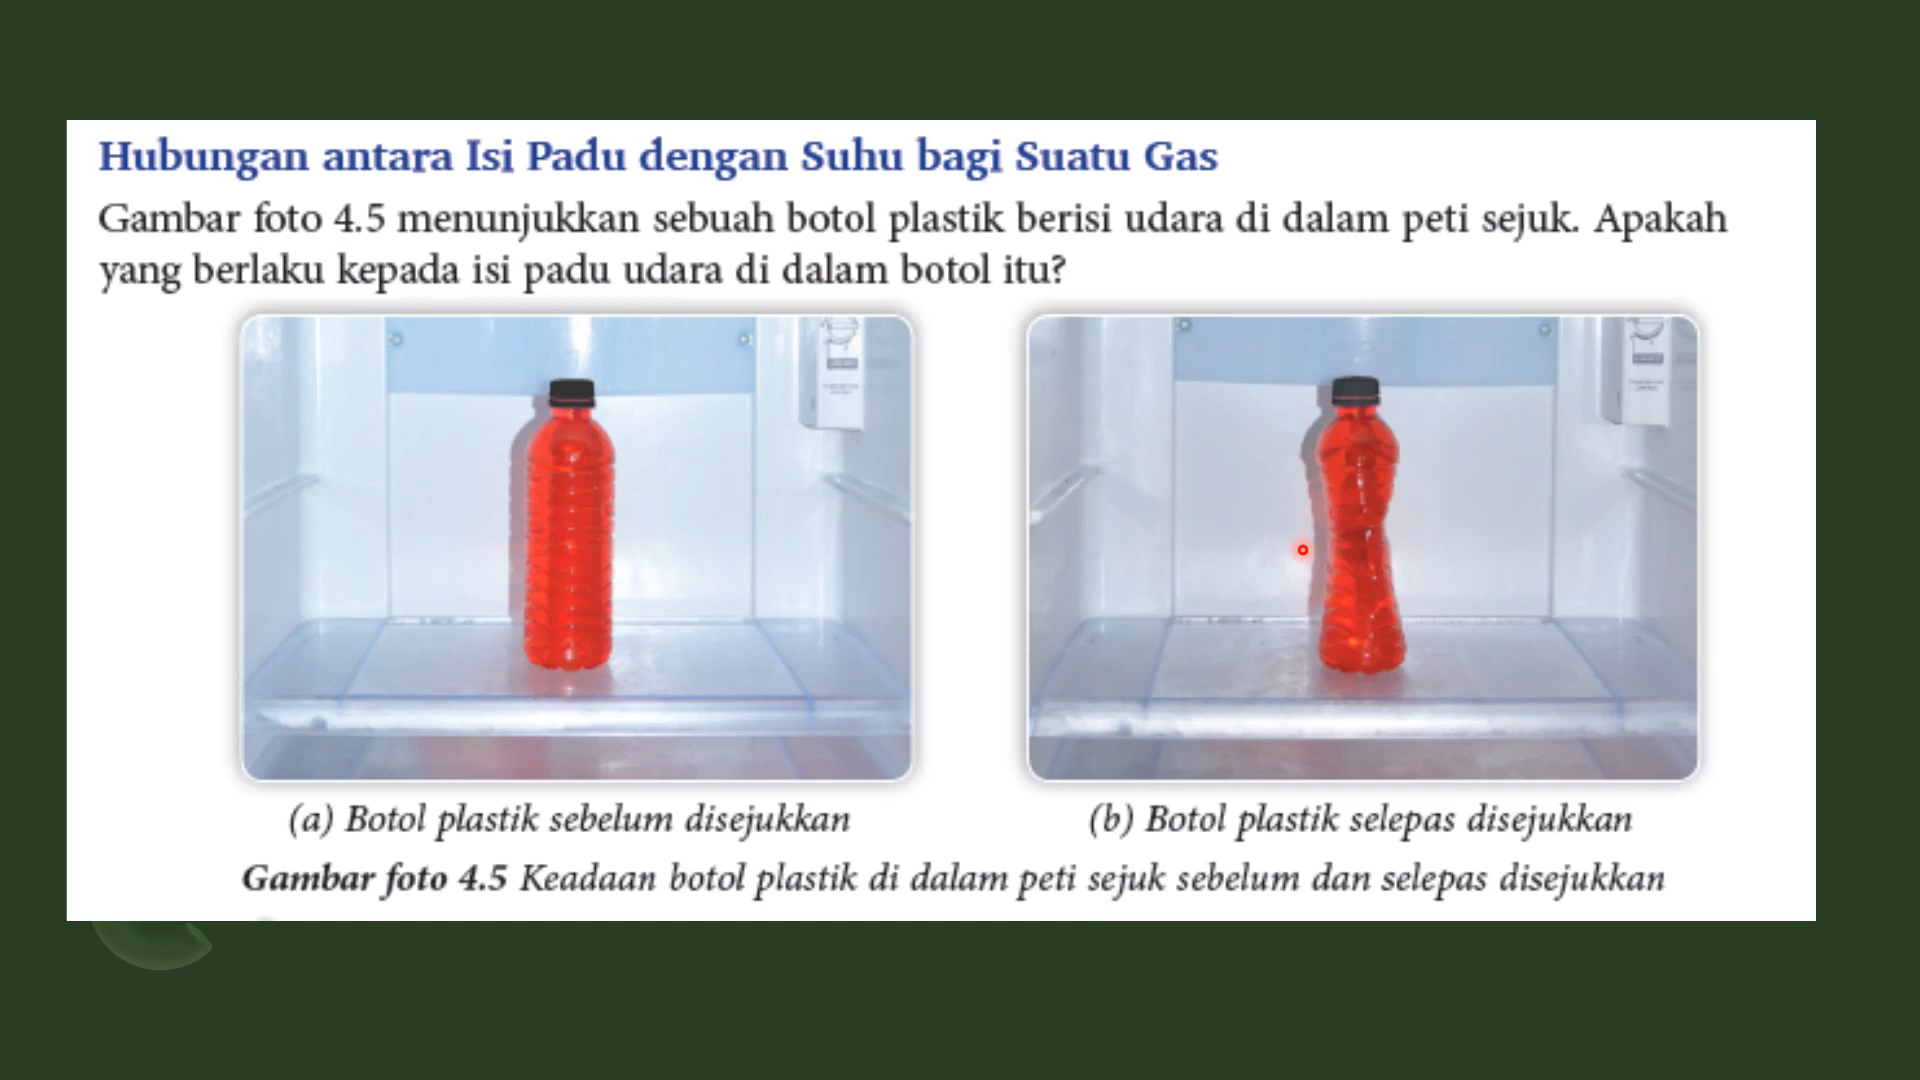 Hubungan antara Isi Padu dengan Suhu bagi Suatu Gas
Gambar foto 4.5 menunjukkan sebuah botol plastik berisi udara di dalam peti sejuk. Apakah
yang berlaku kepada isi padu udara di dalam botol itu?
(a) Botol plastik sebelum disejukkan
(b) Botol plastik selepas disejukkan
Gambar foto 4.5 Keadaan botol plastik di dalam peti sejuk sebelum dan selepas disejukkan